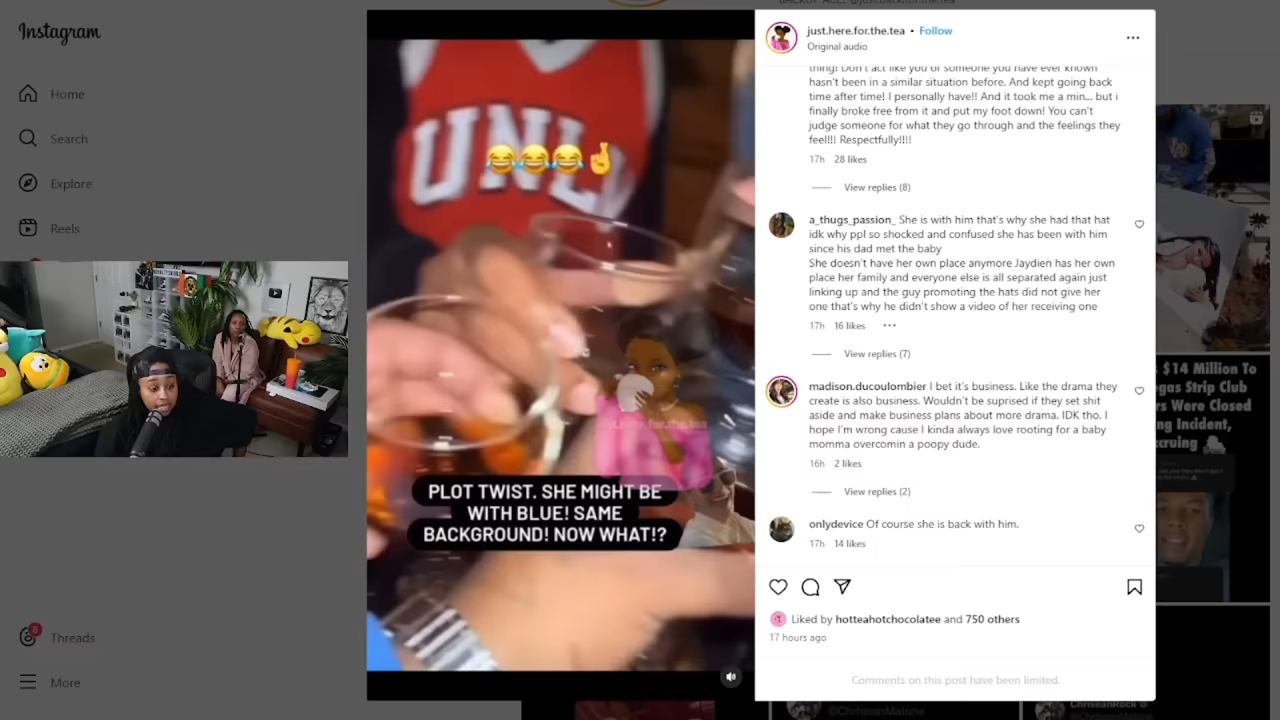 Instagram
Home
Search
Explore
Reels
8
Threads
More
UNL
PLOT TWIST. SHE MIGHT BE
WITH BLUE! SAME
BACKGROUND! NOW WHAT!?
just.here.for.the.tea • Follow
Original audio
thing! Don't act like you or someone you have ever known
hasn't been in a similar situation before. And kept going back
time after time! I personally have!! And it took me a min... but i
finally broke free from it and put my foot down! You can't
judge someone for what they go through and the feelings they
feel!!! Respectfully!!!!
17h 28 likes
View replies (8)
a_thugs_passion_ She is with him that's why she had that hat
idk why ppl so shocked and confused she has been with him
since his dad met the baby
She doesn't have her own place anymore Jaydien has her own
place her family and everyone else is all separated again just
linking up and the guy promoting the hats did not give her
one that's why he didn't show a video of her receiving one
17h 16 likes •••
View replies (7)
madison.ducoulombier I bet it's business. Like the drama they
create is also business. Wouldn't be suprised if they set shit
aside and make business plans about more drama. IDK tho. I
hope I'm wrong cause I kinda always love rooting for a baby
momma overcomin a poopy dude.
16h 2 likes
View replies (2)
onlydevice Of course she is back with him.
17h 14 likes
Liked by hotteahotchocolatee and 750 others
17 hours ago
Comments on this post have been limited.
$14 Million To
egas Strip Club
rs Were Closed
ng Incident,
ccruing
@ChriseanMalone
ChriseanRock